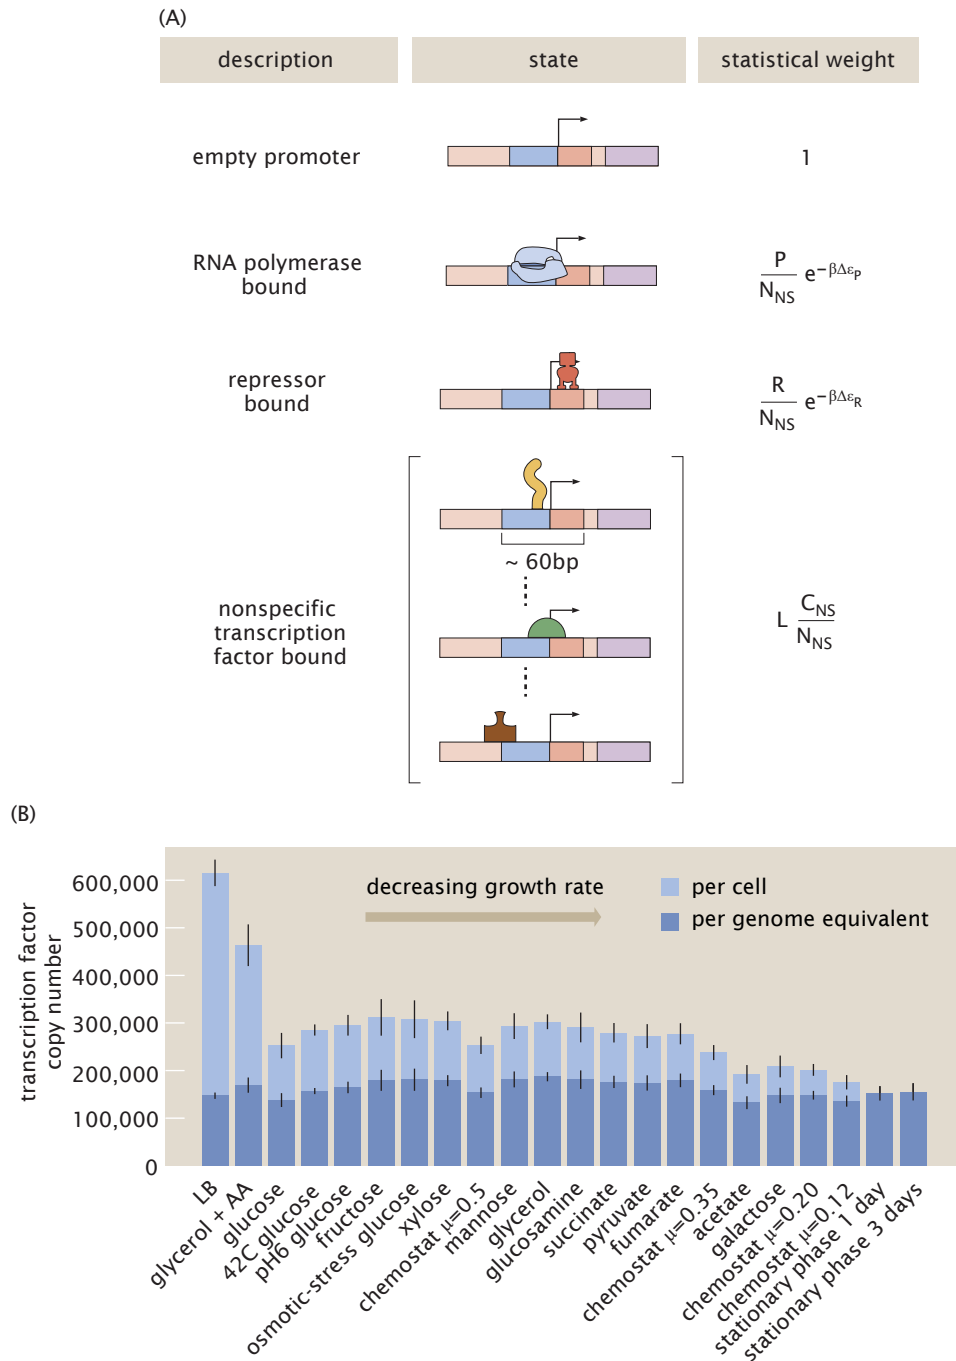 (A)
description
state
statistical weight
empty promoter
1
RNA polymerase
bound
P
N_NS
e^−βΔε_P
repressor
bound
R
N_NS
e^−βΔε_R
~ 60bp
nonspecific
transcription
factor bound
L
C_NS
N_NS
(B)
transcription factor
copy number
600,000
500,000
400,000
300,000
200,000
100,000
0
decreasing growth rate
per cell
per genome equivalent
LB
glycerol + AA
glucose
42C glucose
pH6 glucose
fructose
osmotic-stress glucose
xylose
chemostat μ=0.5
mannose
glycerol
glucosamine
succinate
pyruvate
fumarate
chemostat μ=0.35
acetate
galactose
chemostat μ=0.20
chemostat μ=0.12
stationary phase 1 day
stationary phase 3 days